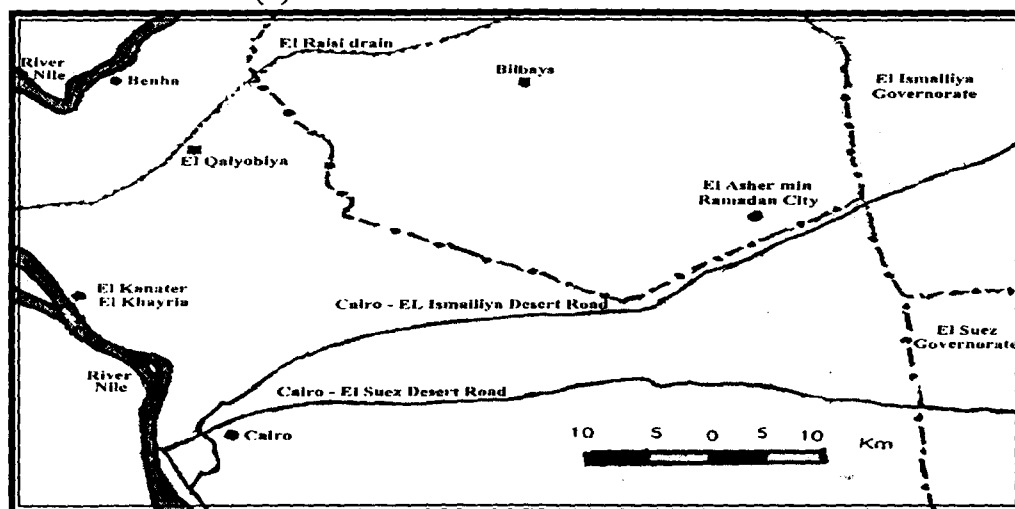 El Raisi drain
River
Nile
Benha
Bilbays
El Ismailiya
Governorate
El Qalyobiya
El Asher min
Ramadan City
El Kanater
El Khayria
Cairo - EL Ismailiya Desert Road
El Suez
Governorate
River
Nile
Cairo - El Suez Desert Road
Cairo
10 5 0 5 10 Km